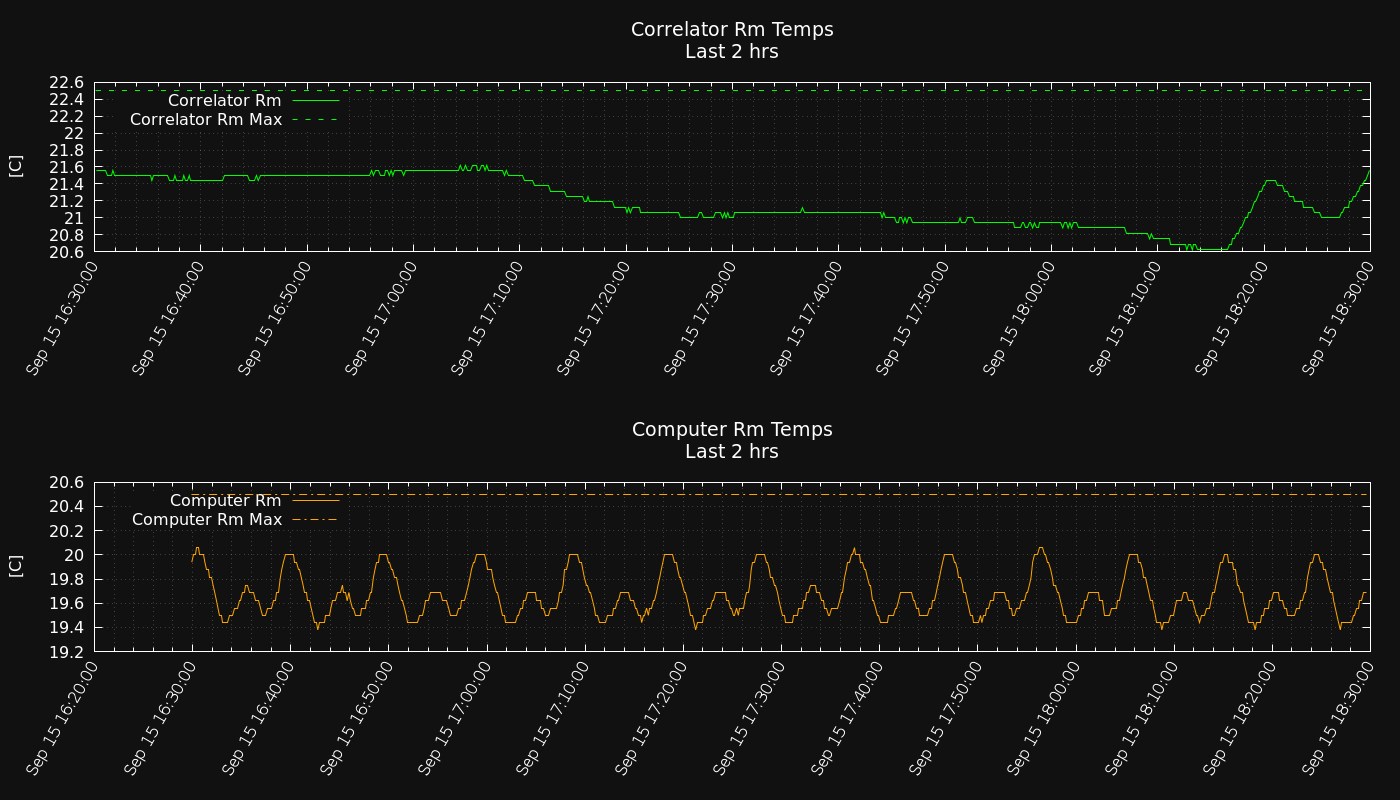 Correlator Rm Temps
Last 2 hrs
22.6
22.4
22.2
22
21.8
21.6
21.4
21.2
21
20.8
20.6
[C]
Correlator Rm
Correlator Rm Max
Sep 15 16:30:00
Sep 15 16:40:00
Sep 15 16:50:00
Sep 15 17:00:00
Sep 15 17:10:00
Sep 15 17:20:00
Sep 15 17:30:00
Sep 15 17:40:00
Sep 15 17:50:00
Sep 15 18:00:00
Sep 15 18:10:00
Sep 15 18:20:00
Sep 15 18:30:00
Computer Rm Temps
Last 2 hrs
20.6
20.4
20.2
20
19.8
19.6
19.4
19.2
[C]
Computer Rm
Computer Rm Max
Sep 15 16:20:00
Sep 15 16:30:00
Sep 15 16:40:00
Sep 15 16:50:00
Sep 15 17:00:00
Sep 15 17:10:00
Sep 15 17:20:00
Sep 15 17:30:00
Sep 15 17:40:00
Sep 15 17:50:00
Sep 15 18:00:00
Sep 15 18:10:00
Sep 15 18:20:00
Sep 15 18:30:00